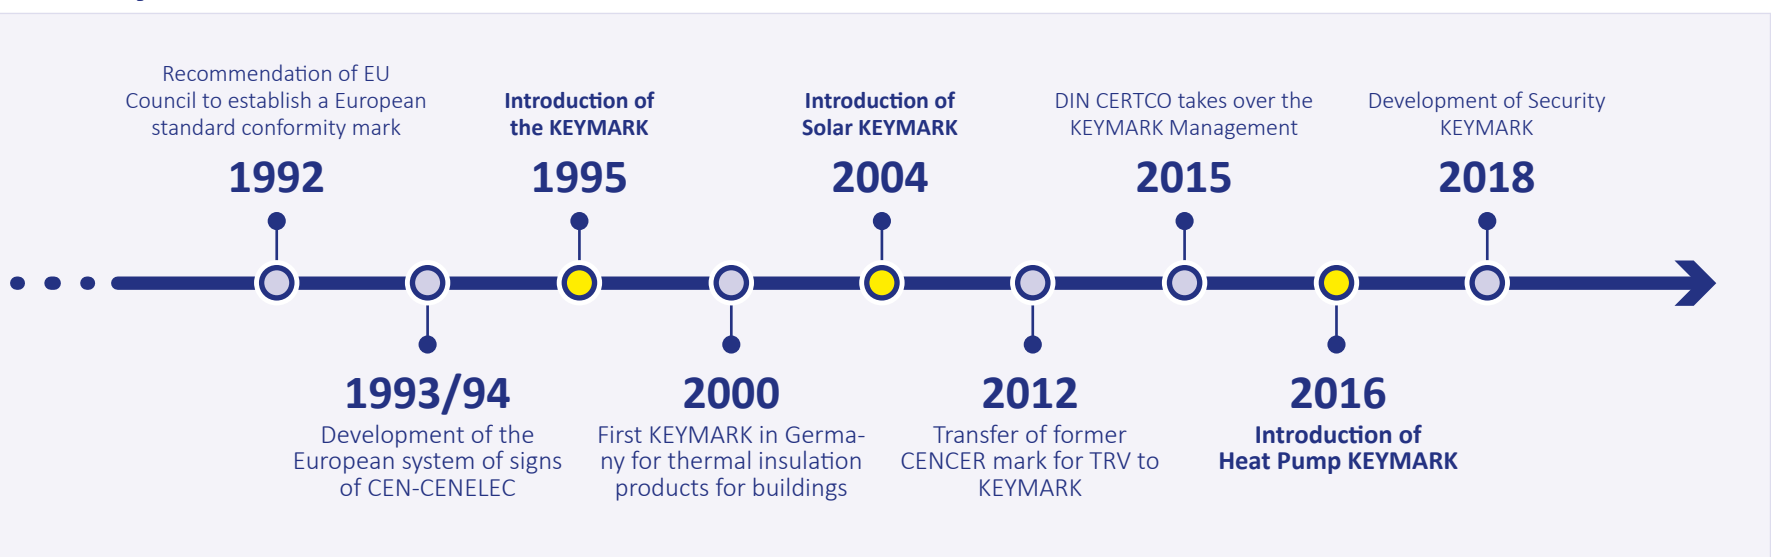 Recommendation of EU
Council to establish a European
standard conformity mark
1992
1993/94
Development of the
European system of signs
of CEN-CENELEC
Introduction of
the KEYMARK
1995
2000
First KEYMARK in Germa-
ny for thermal insulation
products for buildings
Introduction of
Solar KEYMARK
2004
2012
Transfer of former
CENCER mark for TRV to
KEYMARK
DIN CERTCO takes over the
KEYMARK Management
2015
2016
Introduction of
Heat Pump KEYMARK
Development of Security
KEYMARK
2018